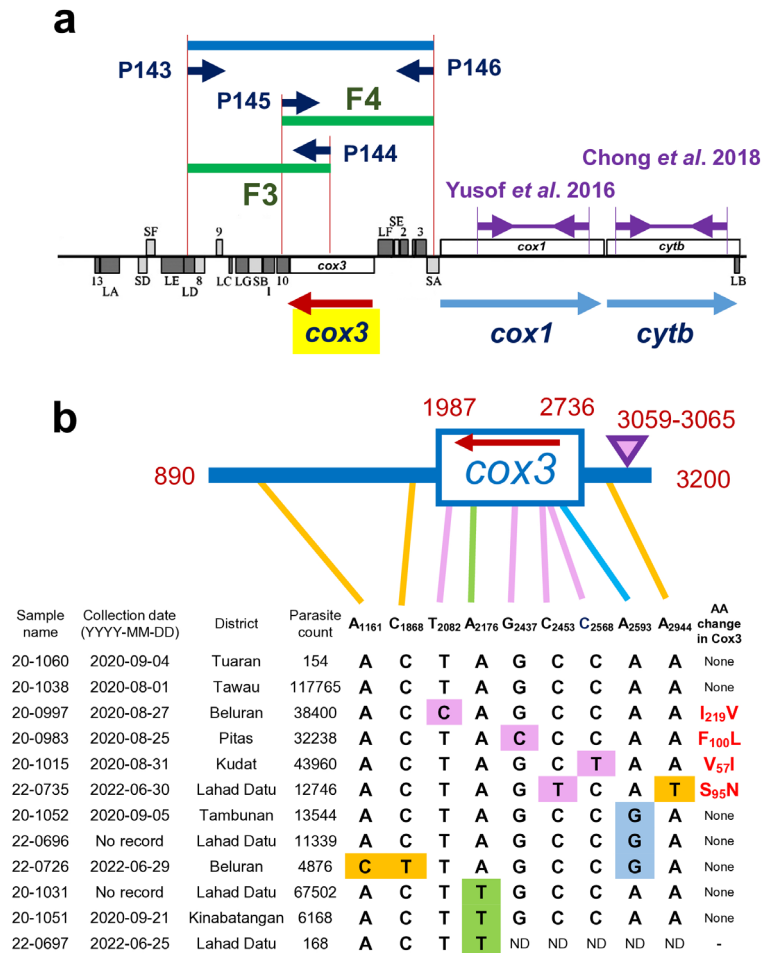 a
P143
P146
P145
F4
P144
F3
Chong et al. 2018
Yusof et al. 2016
SF
9
SE
LF
2
3
cox3
cox1
cytb
13
LA
SD
LE
LD
8
LC
LG
SB
I
10
SA
LB
cox3
cox1
cytb
b
1987
2736
3059-3065
890
cox3
3200
Sample name Collection date (YYYY-MM-DD) District Parasite count A1161 C1868 T2082 A2176 G2437 C2453 C2568 A2593 A2944 AA change in Cox3
20-1060 2020-09-04 Tuaran 154 A C T A G C C A A None
20-1038 2020-08-01 Tawau 117765 A C T A G C C A A None
20-0997 2020-08-27 Beluran 38400 A C C A G C C A A I219V
20-0983 2020-08-25 Pitas 32238 A C T A C C C A A F100L
20-1015 2020-08-31 Kudat 43960 A C T A G C T A A V57I
22-0735 2022-06-30 Lahad Datu 12746 A C T A G T C A T S95N
20-1052 2020-09-05 Tambunan 13544 A C T A G C C G A None
22-0696 No record Lahad Datu 11339 A C T A G C C G A None
22-0726 2022-06-29 Beluran 4876 C T T A G C C G A None
20-1031 No record Lahad Datu 67502 A C T T G C C A A None
20-1051 2020-09-21 Kinabatangan 6168 A C T T G C C A A None
22-0697 2022-06-25 Lahad Datu 168 A C T T ND ND ND ND ND -